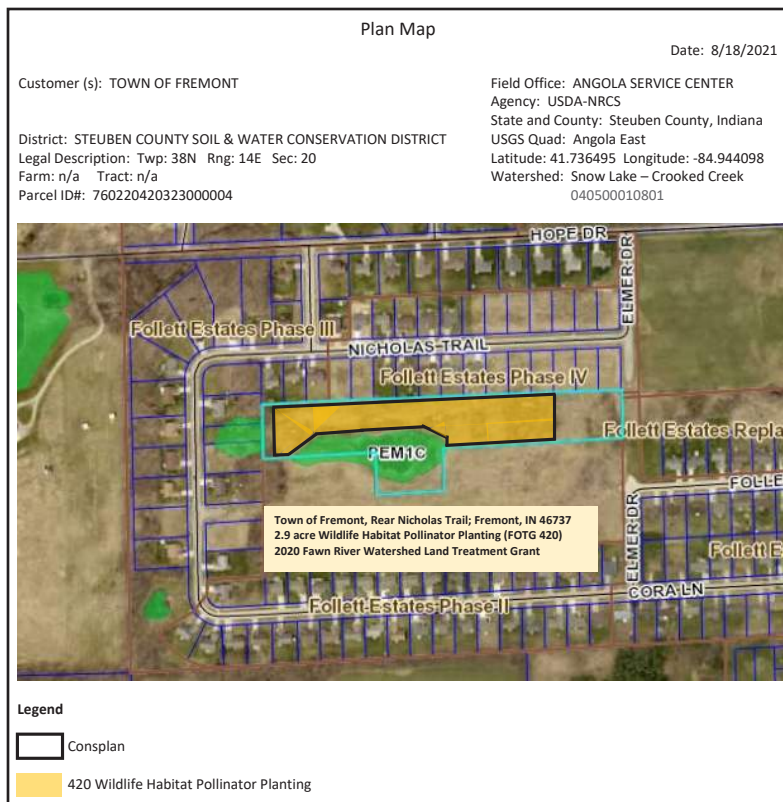 Plan Map
Date: 8/18/2021
Customer (s): TOWN OF FREMONT
District: STEUBEN COUNTY SOIL & WATER CONSERVATION DISTRICT
Legal Description: Twp: 38N Rng: 14E Sec: 20
Farm: n/a Tract: n/a
Parcel ID#: 760220420323000004
Field Office: ANGOLA SERVICE CENTER
Agency: USDA-NRCS
State and County: Steuben County, Indiana
USGS Quad: Angola East
Latitude: 41.736495 Longitude: -84.944098
Watershed: Snow Lake – Crooked Creek
040500010801
HOPE DR
ELMER DR
Follett Estates Phase III
NICHOLAS TRAIL
Follett Estates Phase IV
Follett Estates Repla
PEM1C
FOLLE
Town of Fremont, Rear Nicholas Trail; Fremont, IN 46737
2.9 acre Wildlife Habitat Pollinator Planting (FOTG 420)
2020 Fawn River Watershed Land Treatment Grant
ELMER DR
Follett E
CORA LN
Follett Estates Phase II
Legend
Consplan
420 Wildlife Habitat Pollinator Planting